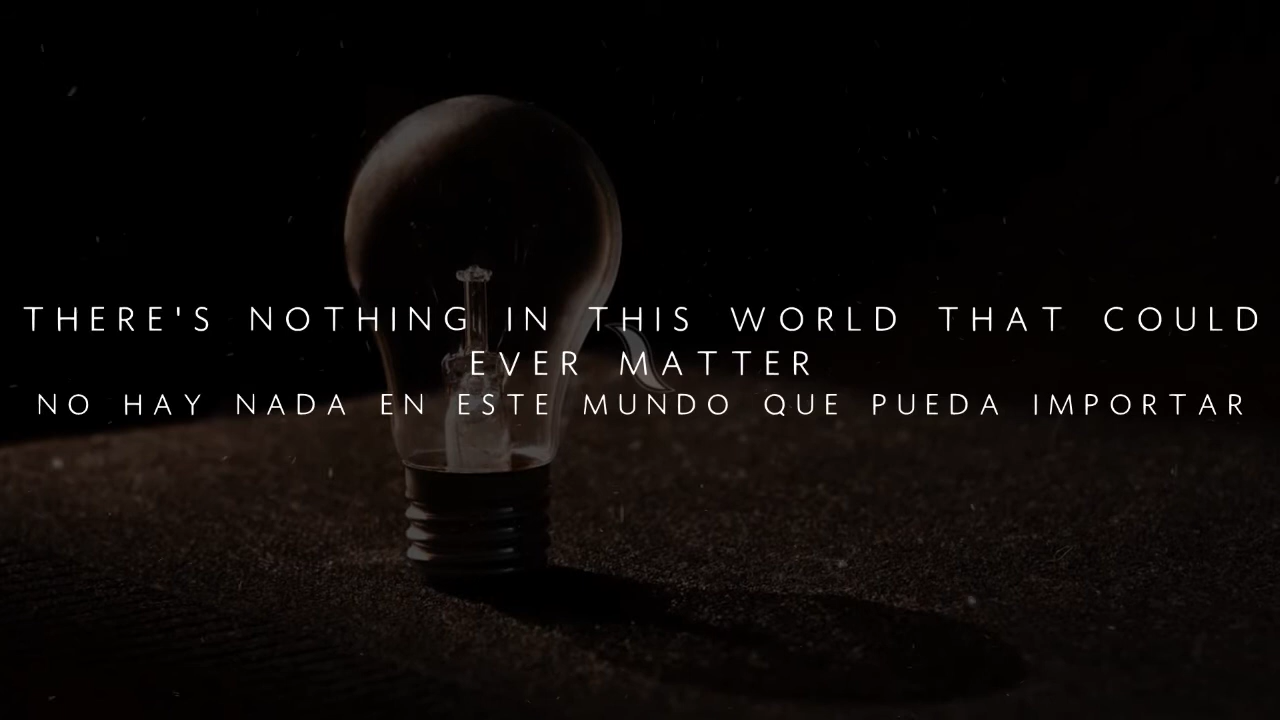 THERE'S NOTHING IN THIS WORLD THAT COULD
EVER MATTER
NO HAY NADA EN ESTE MUNDO QUE PUEDA IMPORTAR